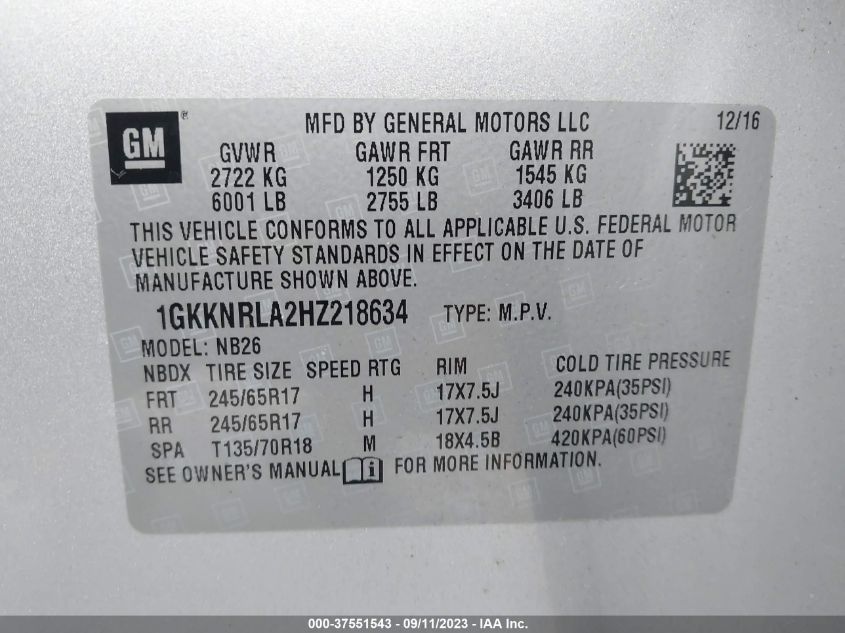 GM®
MFD BY GENERAL MOTORS LLC 12/16
GVWR GAWR FRT GAWR RR
2722 KG 1250 KG 1545 KG
6001 LB 2755 LB 3406 LB
THIS VEHICLE CONFORMS TO ALL APPLICABLE U.S. FEDERAL MOTOR
VEHICLE SAFETY STANDARDS IN EFFECT ON THE DATE OF
MANUFACTURE SHOWN ABOVE.
1GKKNRLA2HZ218634 TYPE: M.P.V.
MODEL: NB26
NBDX TIRE SIZE SPEED RTG RIM COLD TIRE PRESSURE
FRT 245/65R17 H 17X7.5J 240KPA(35PSI)
RR 245/65R17 H 17X7.5J 240KPA(35PSI)
SPA T135/70R18 M 18X4.5B 420KPA(60PSI)
SEE OWNER'S MANUAL i FOR MORE INFORMATION.
000-37551543 - 09/11/2023 - IAA Inc.